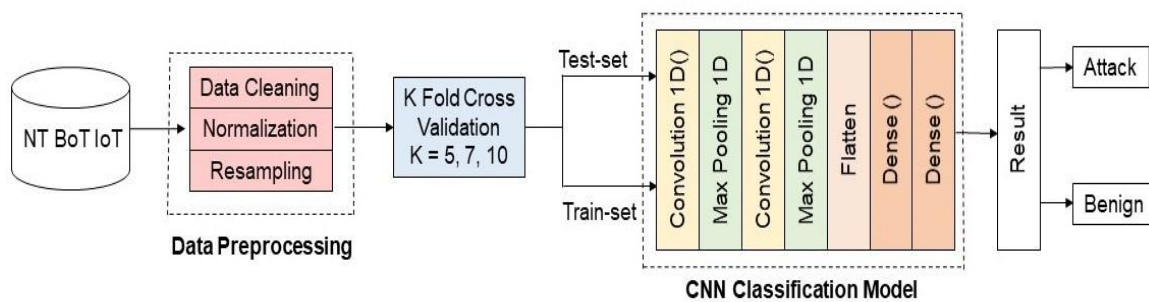 NT BoT IoT
Data Cleaning
Normalization
Resampling
Data Preprocessing
K Fold Cross
Validation
K = 5, 7, 10
Test-set
Train-set
Convolution 1D()
Max Pooling 1D
Convolution 1D()
Max Pooling 1D
Flatten
Dense ()
Dense ()
CNN Classification Model
Result
Attack
Benign